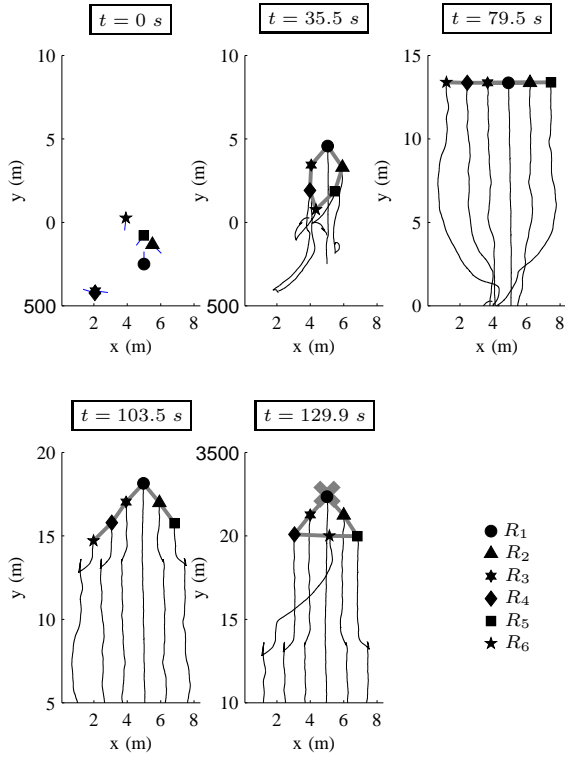 t = 0 s
t = 35.5 s
t = 79.5 s
10
5
0
500
y (m)
2 4 6 8
x (m)
10
5
0
500
y (m)
2 4 6 8
x (m)
15
10
5
0
y (m)
2 4 6 8
x (m)
t = 103.5 s
t = 129.9 s
20
15
10
5
y (m)
2 4 6 8
x (m)
3500
20
15
10
y (m)
2 4 6 8
x (m)
R1
R2
R3
R4
R5
R6